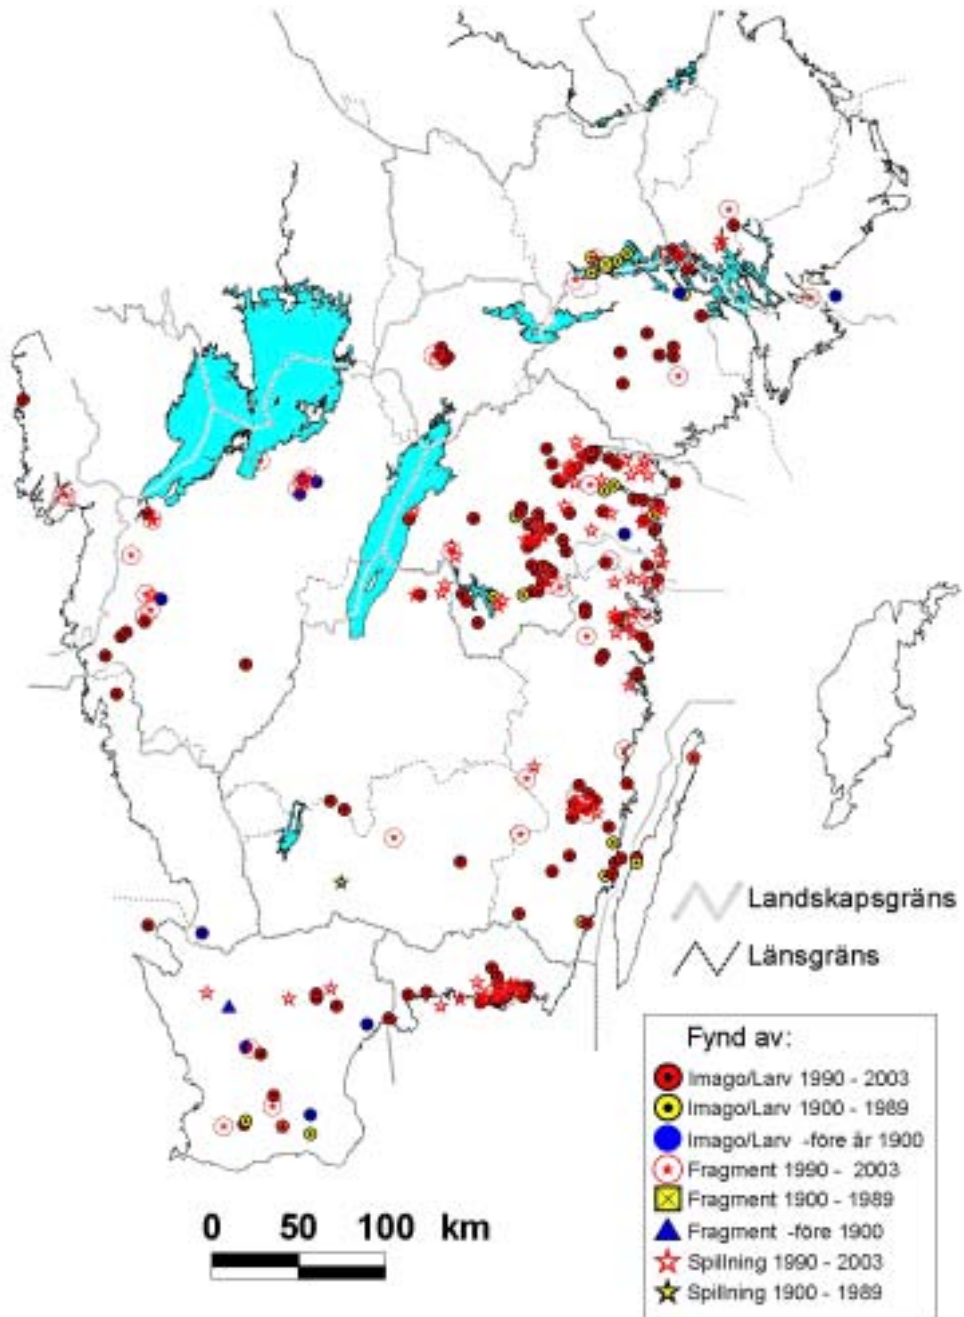 Landskapsgräns
Länsgräns
Fynd av:
Imago/Larv 1990 - 2003
Imago/Larv 1900 - 1989
Imago/Larv -före år 1900
Fragment 1990 - 2003
Fragment 1900 - 1989
Fragment -före 1900
Spillning 1990 - 2003
Spillning 1900 - 1989
0 50 100 km